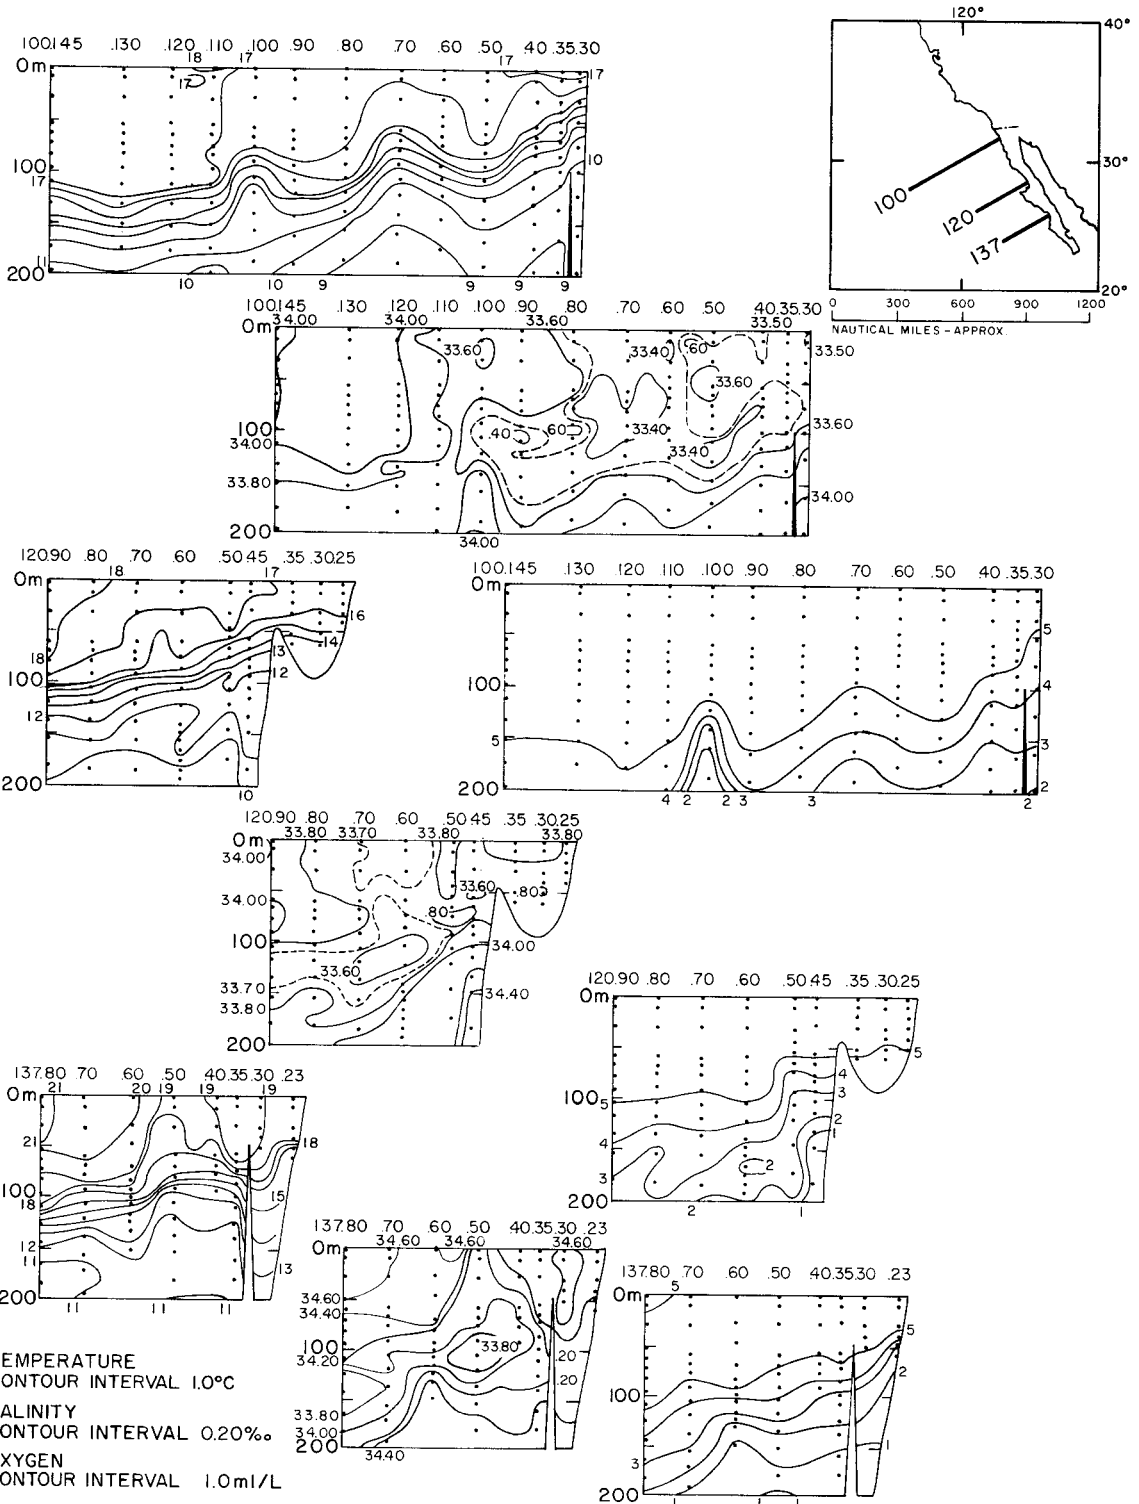 120° 40°
100.145 .130 .120 .110 .100 .90 .80 .70 .60 .50 40 .35.30
18 17 17
0m 17
17
100
17 10
30°
100
120
137
11
200
10 10 9 9 9 9
20°
0 300 600 900 1200
NAUTICAL MILES - APPROX.
100.145 .130 .120 .110 .100 .90 .80 .70 .60 .50 40.35.30
34.00 34.00 33.60 33.50
0m
33.60 33.40 .60 33.50
33.60
100 .40 .60 33.40 33.60
34.00 33.40
33.80 34.00
200
34.00
120.90 .80 .70 .60 .50 45 .35 .30.25
18 17
0m
16
14
18 13
100 12
12
200
10
100.145 .130 .120 .110 .100 .90 .80 .70 .60 .50 .40 .35.30
0m
5
100 4
5 3
200 2
4 2 2 3 3 2
120.90 .80 .70 .60 .50 45 .35 .30.25
33.80 33.70 33.80 33.80
0m
34.00
33.60 .80
34.00
.80
100 34.00
33.60
33.70 34.40
33.80
200
120.90 .80 .70 .60 .50 45 .35 .30.25
0m
5
4
100 3
5
2
1
4
2
3
200
2 1
137.80 .70 .60 .50 .40.35.30 .23
21 20 19 19 19
0m
21 18
100 15
18
12
11 13
200
11 11 11
137.80 .70 .60 .50 40.35.30 .23
34.60 34.60 34.60
0m
34.60
34.40
33.80
100
34.20 .20
.20
33.80
34.00
200
34.40
137.80 .70 .60 .50 40.35.30 .23
5
0m
5
2
100
1
3
200
1 1 1
EMPERATURE
ONTOUR INTERVAL 1.0°C
ALINITY
ONTOUR INTERVAL 0.20‰
XYGEN
ONTOUR INTERVAL 1.0ml/L